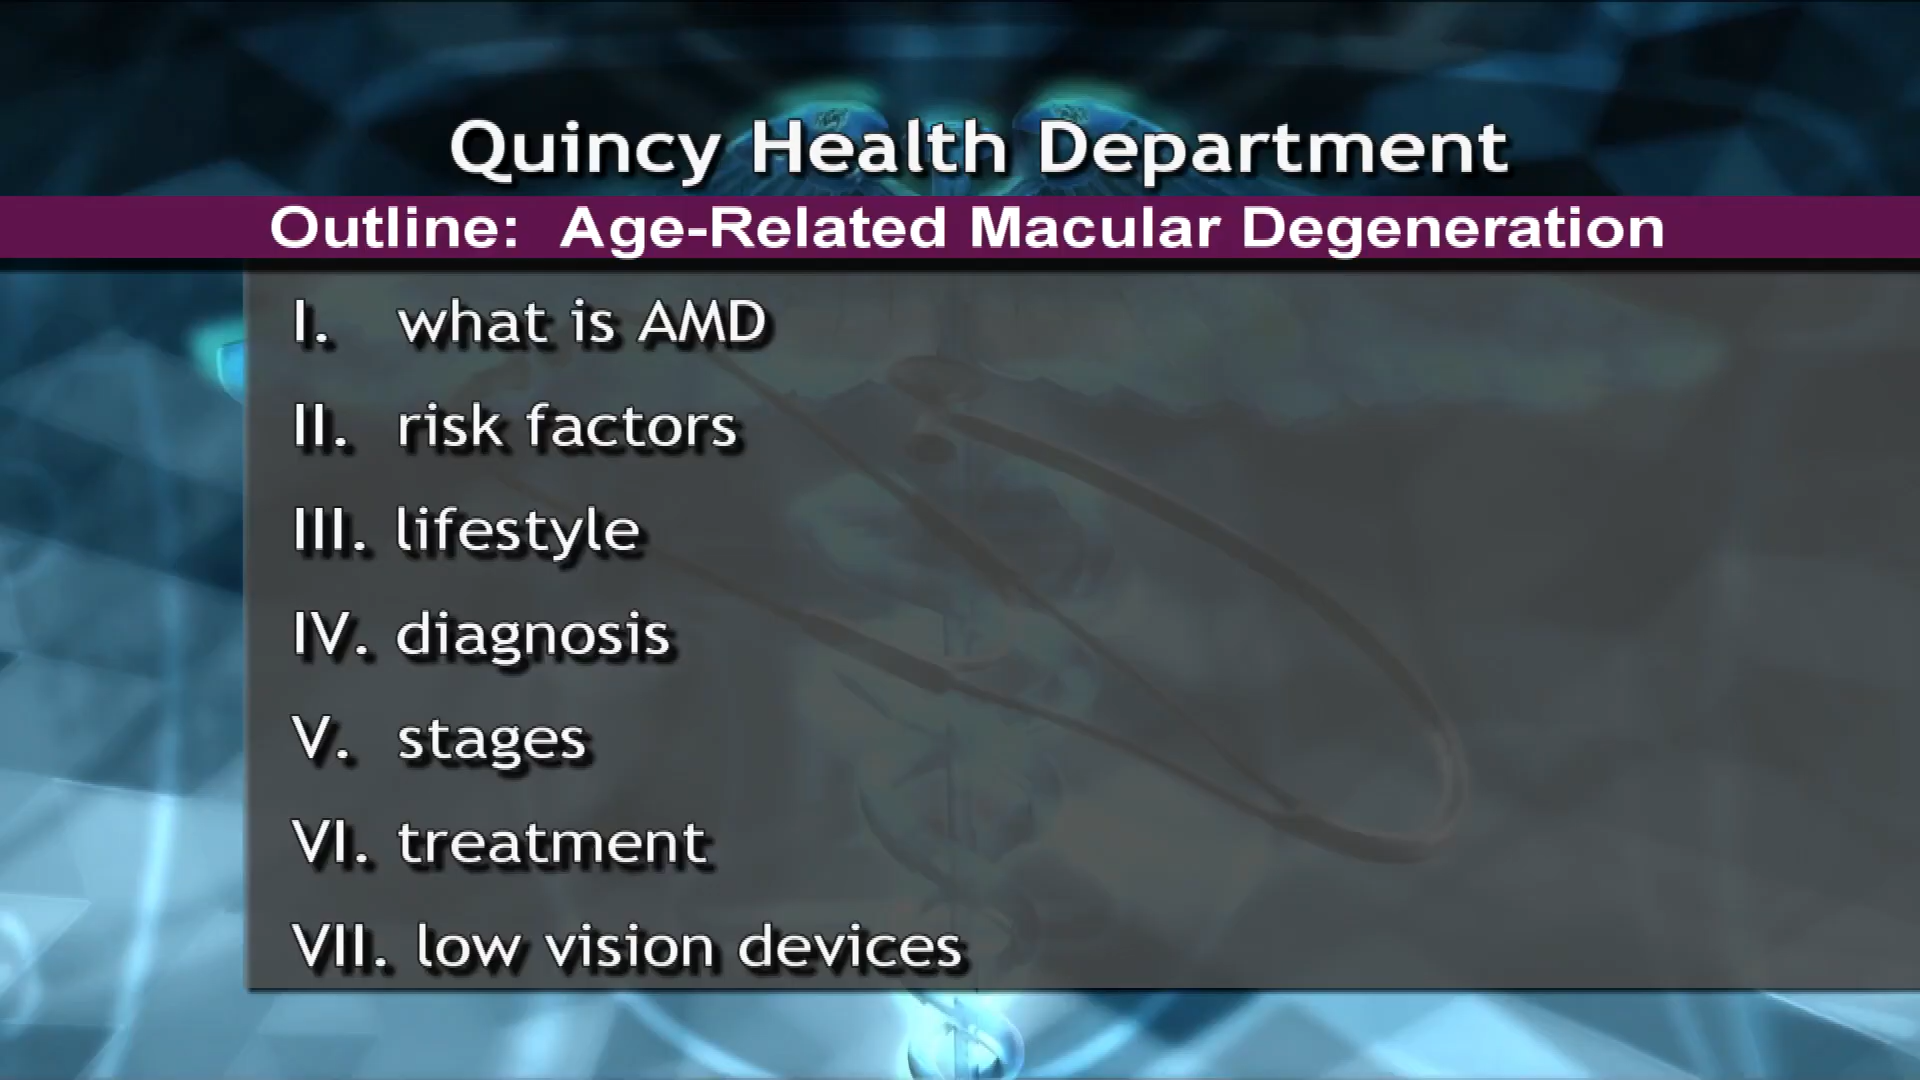 Quincy Health Department
Outline: Age-Related Macular Degeneration
I. what is AMD
II. risk factors
III. lifestyle
IV. diagnosis
V. stages
VI. treatment
VII. low vision devices